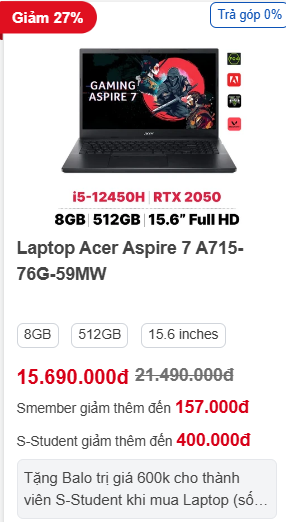 Giảm 27%
Trả góp 0%
GAMING
ASPIRE 7
acer
i5-12450H | RTX 2050
8GB | 512GB | 15.6” Full HD
Laptop Acer Aspire 7 A715-
76G-59MW
8GB
512GB
15.6 inches
15.690.000đ 21.490.000đ
Smember giảm thêm đến 157.000đ
S-Student giảm thêm đến 400.000đ
Tặng Balo trị giá 600k cho thành
viên S-Student khi mua Laptop (số…